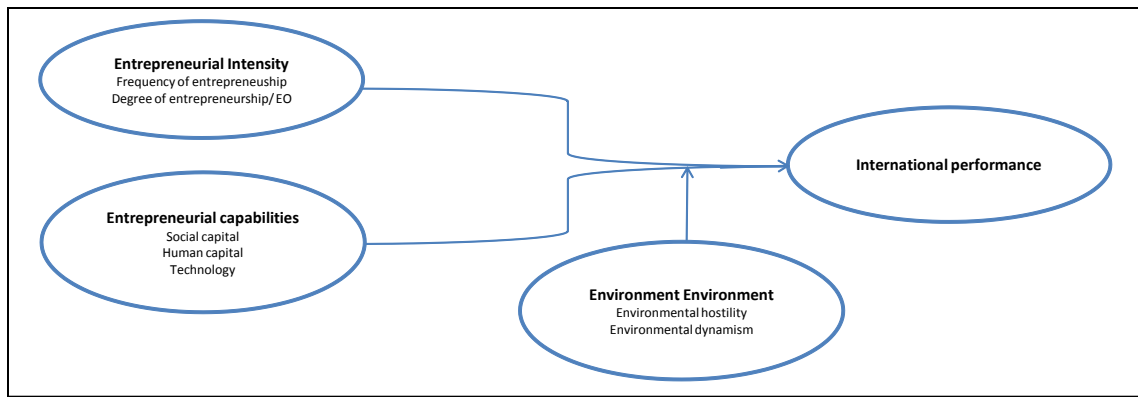 Entrepreneurial Intensity
Frequency of entrepreneuship
Degree of entrepreneurship/ EO
International performance
Entrepreneurial capabilities
Social capital
Human capital
Technology
Environment Environment
Environmental hostility
Environmental dynamism